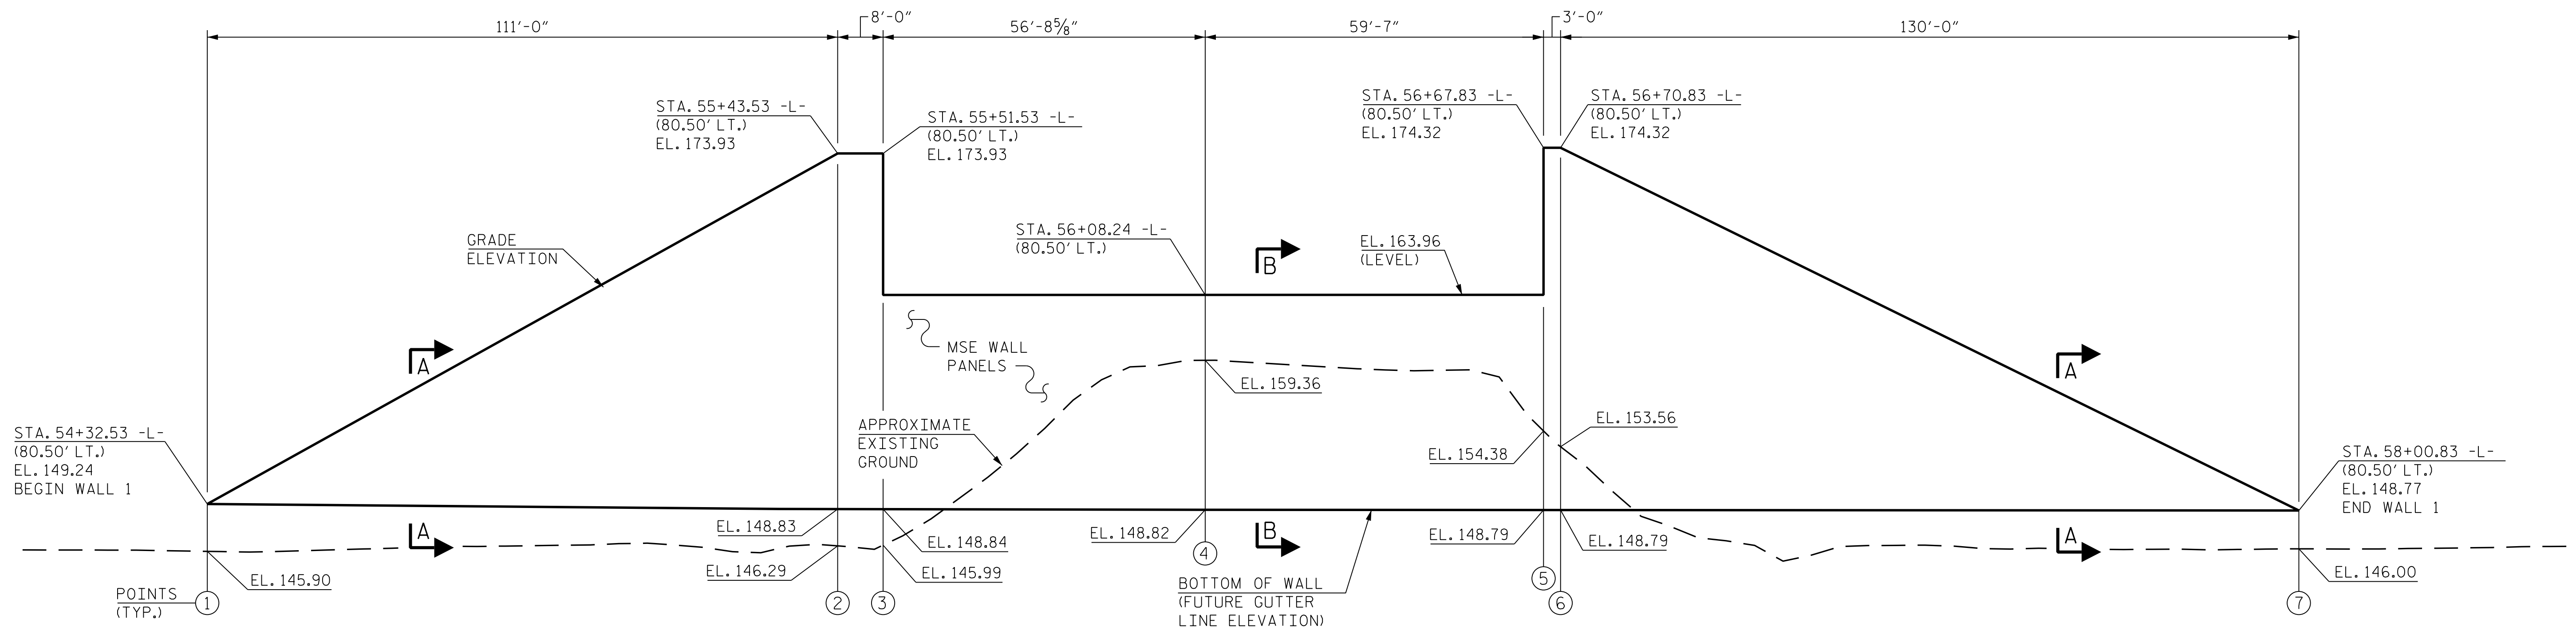 111'-0"
8'-0"
56'-8⅝"
59'-7"
3'-0"
130'-0"
STA. 55+43.53 -L-
(80.50' LT.)
EL. 173.93
STA. 55+51.53 -L-
(80.50' LT.)
EL. 173.93
STA. 56+67.83 -L-
(80.50' LT.)
EL. 174.32
STA. 56+70.83 -L-
(80.50' LT.)
EL. 174.32
GRADE
ELEVATION
STA. 56+08.24 -L-
(80.50' LT.)
B
EL. 163.96
(LEVEL)
A
MSE WALL
PANELS
A
EL. 159.36
STA. 54+32.53 -L-
(80.50' LT.)
EL. 149.24
BEGIN WALL 1
APPROXIMATE
EXISTING
GROUND
EL. 153.56
EL. 154.38
STA. 58+00.83 -L-
(80.50' LT.)
EL. 148.77
END WALL 1
A
EL. 148.83
EL. 148.84
EL. 148.82
B
EL. 148.79
EL. 148.79
A
EL. 145.90
EL. 146.29
EL. 145.99
BOTTOM OF WALL
(FUTURE GUTTER
LINE ELEVATION)
EL. 146.00
POINTS
(TYP.)
1
2
3
4
5
6
7